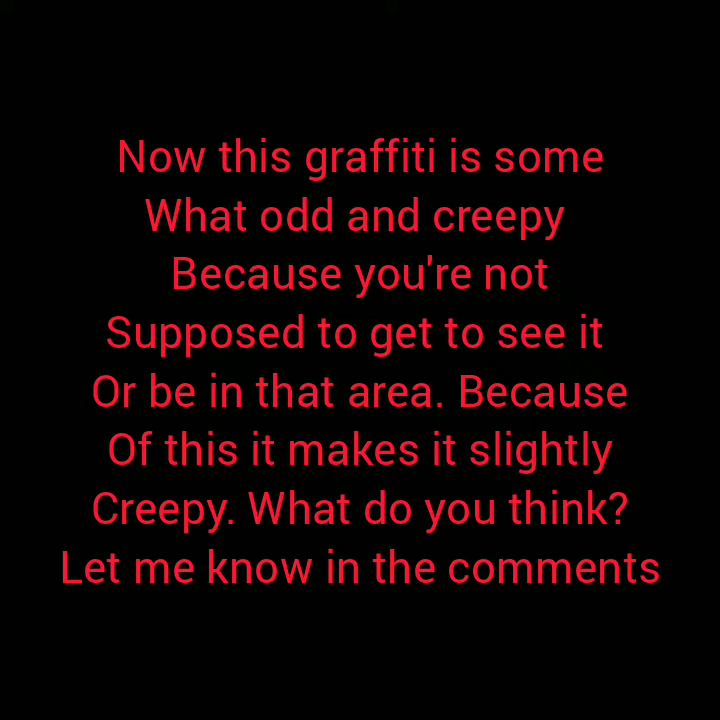 Now this graffiti is some
What odd and creepy
Because you're not
Supposed to get to see it
Or be in that area. Because
Of this it makes it slightly
Creepy. What do you think?
Let me know in the comments